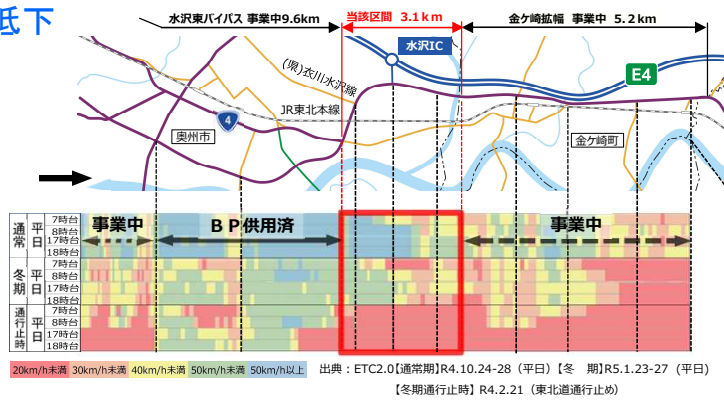 低下
水沢東バイパス 事業中9.6km
当該区間 3.1km
金ケ崎拡幅 事業中 5.2km
水沢IC
E4
(県)衣川水沢線
JR東北本線
4
奥州市
金ケ崎町
通常 平日 7時台
8時台
17時台
18時台
冬期 平日 7時台
8時台
17時台
18時台
通行止時 平日 7時台
8時台
17時台
18時台
事業中
BP供用済
事業中
20km/h未満 30km/h未満 40km/h未満 50km/h未満 50km/h以上
出典:ETC2.0【通常期】R4.10.24-28(平日)【冬 期】R5.1.23-27 (平日)
【冬期通行止時】R4.2.21(東北道通行止め)